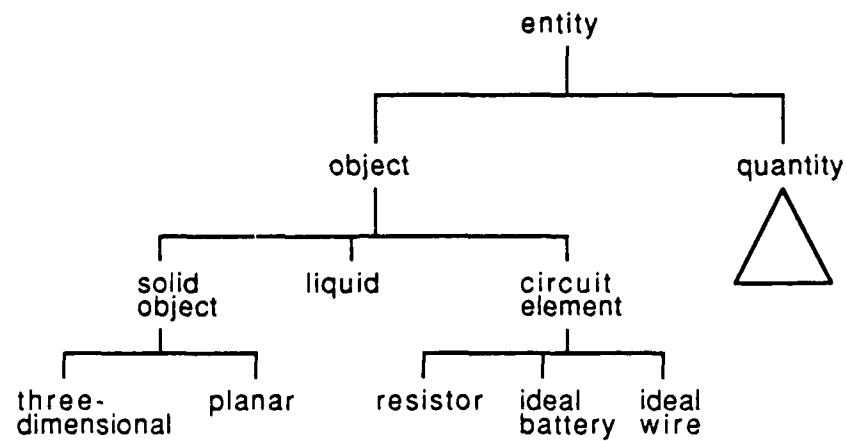 entity
object
quantity
solid
object
liquid
circuit
element
three-
dimensional
planar
resistor
ideal
battery
ideal
wire